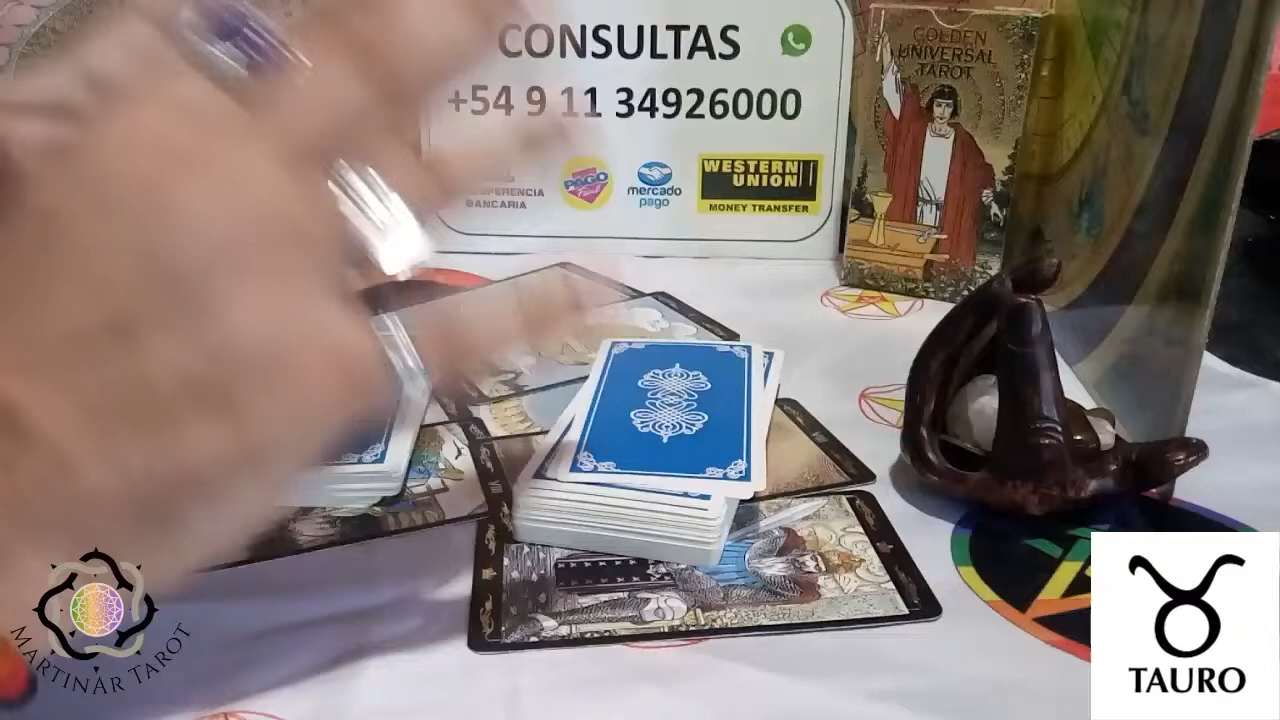 CONSULTAS
+54 9 11 34926000
BANCARIA
PAGO
mercado
pago
WESTERN
UNION
MONEY TRANSFER
GOLDEN
UNIVERSAL
TAROT
VIII
MARTINAR TAROT
TAURO